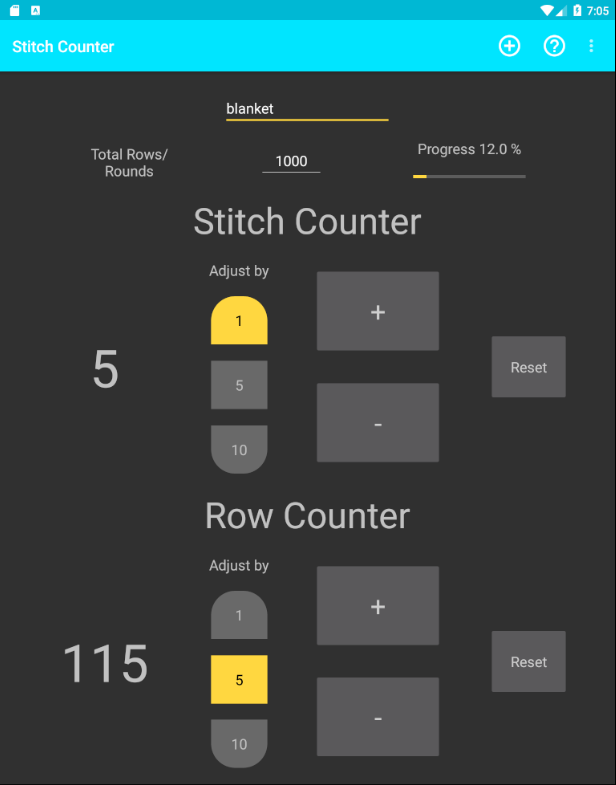 7:05
Stitch Counter
blanket
Total Rows/
Rounds
1000
Progress 12.0 %
Stitch Counter
Adjust by
1
5
10
5
+
-
Reset
Row Counter
Adjust by
1
5
10
115
+
-
Reset